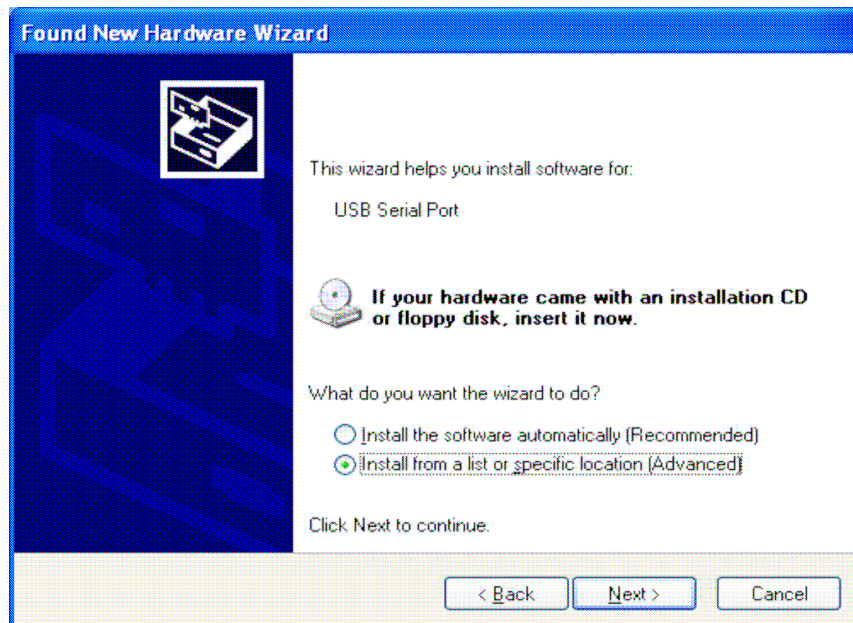 Found New Hardware Wizard
This wizard helps you install software for:
USB Serial Port
If your hardware came with an installation CD
or floppy disk, insert it now.
What do you want the wizard to do?
Install the software automatically (Recommended)
Install from a list or specific location (Advanced)
Click Next to continue.
< Back Next > Cancel